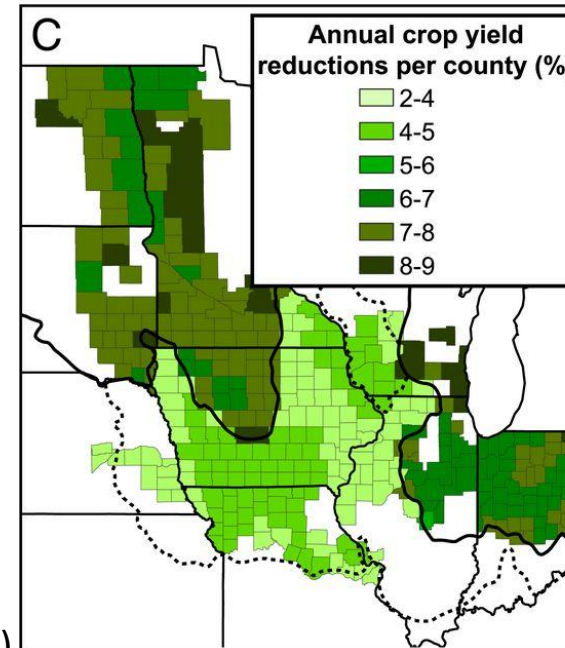 C
Annual crop yield
reductions per county (%
2-4
4-5
5-6
6-7
7-8
8-9
)